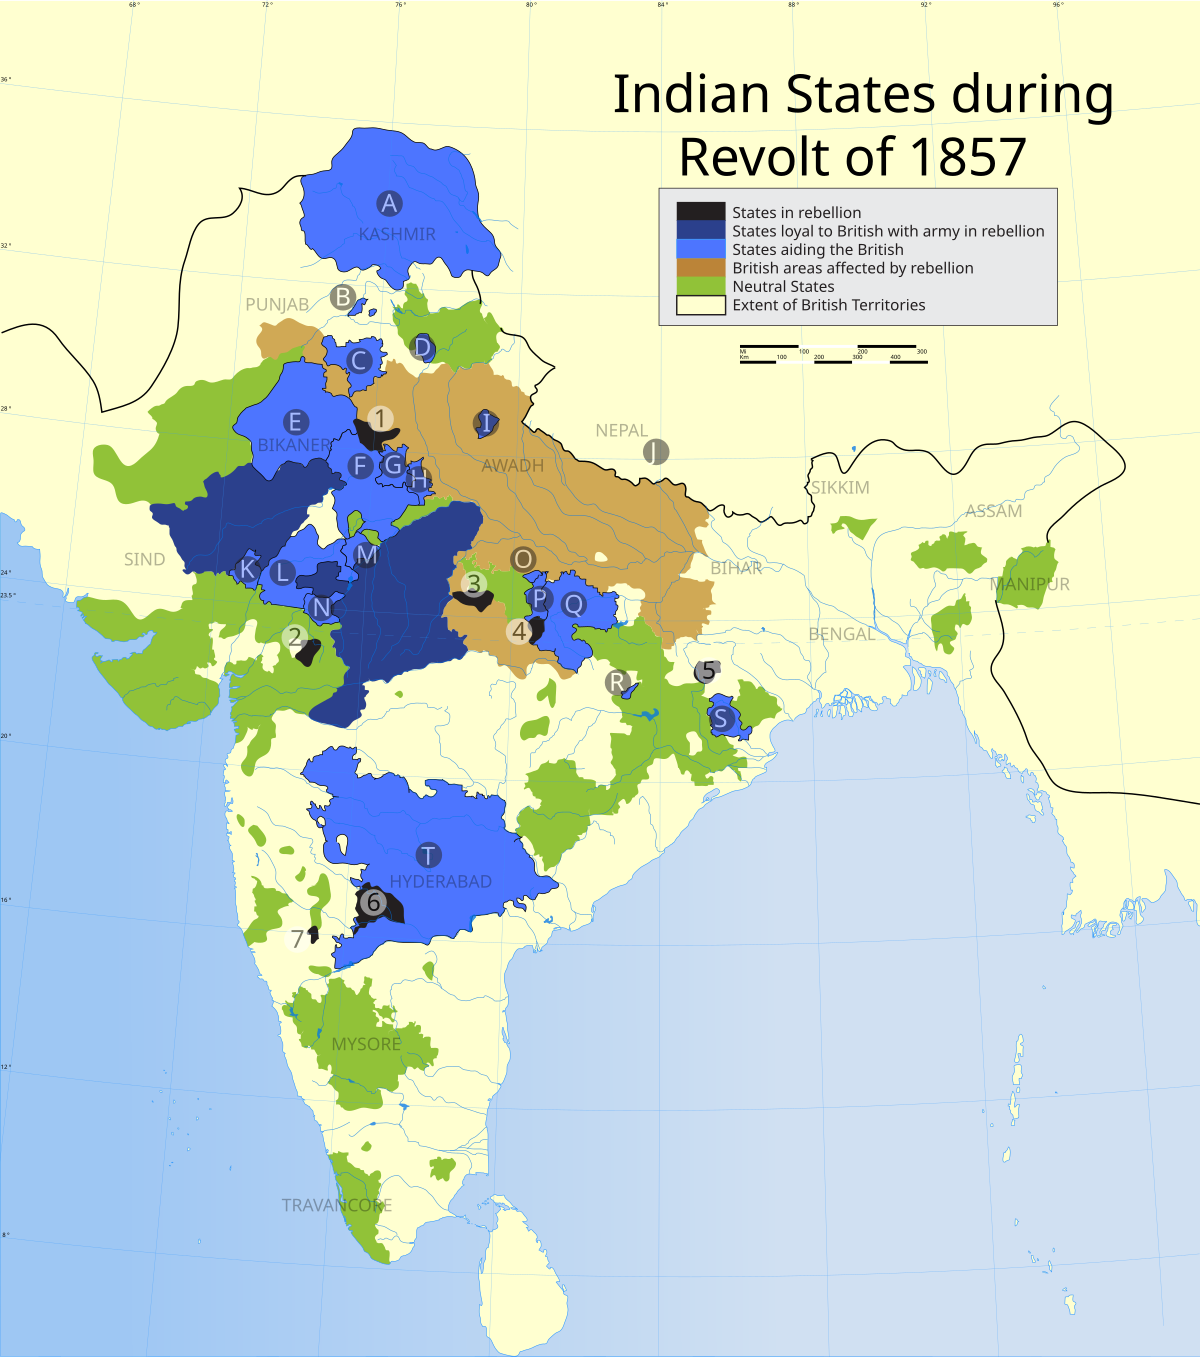 68°
72°
76°
80°
84°
88°
92°
96°
36°
Indian States during
Revolt of 1857
States in rebellion
States loyal to British with army in rebellion
States aiding the British
British areas affected by rebellion
Neutral States
Extent of British Territories
A
KASHMIR
32°
B
PUNJAB
Mi 100 200 300
Km 100 200 300 400
D
C
28°
1
E
I
BIKANER
NEPAL
J
F
G
H
AWADH
SIKKIM
ASSAM
SIND
M
O
BIHAR
24°
K
L
3
MANIPUR
23.5°
N
P
Q
2
4
BENGAL
5
R
S
20°
T
HYDERABAD
16°
6
7
MYSORE
12°
TRAVANCORE
8°